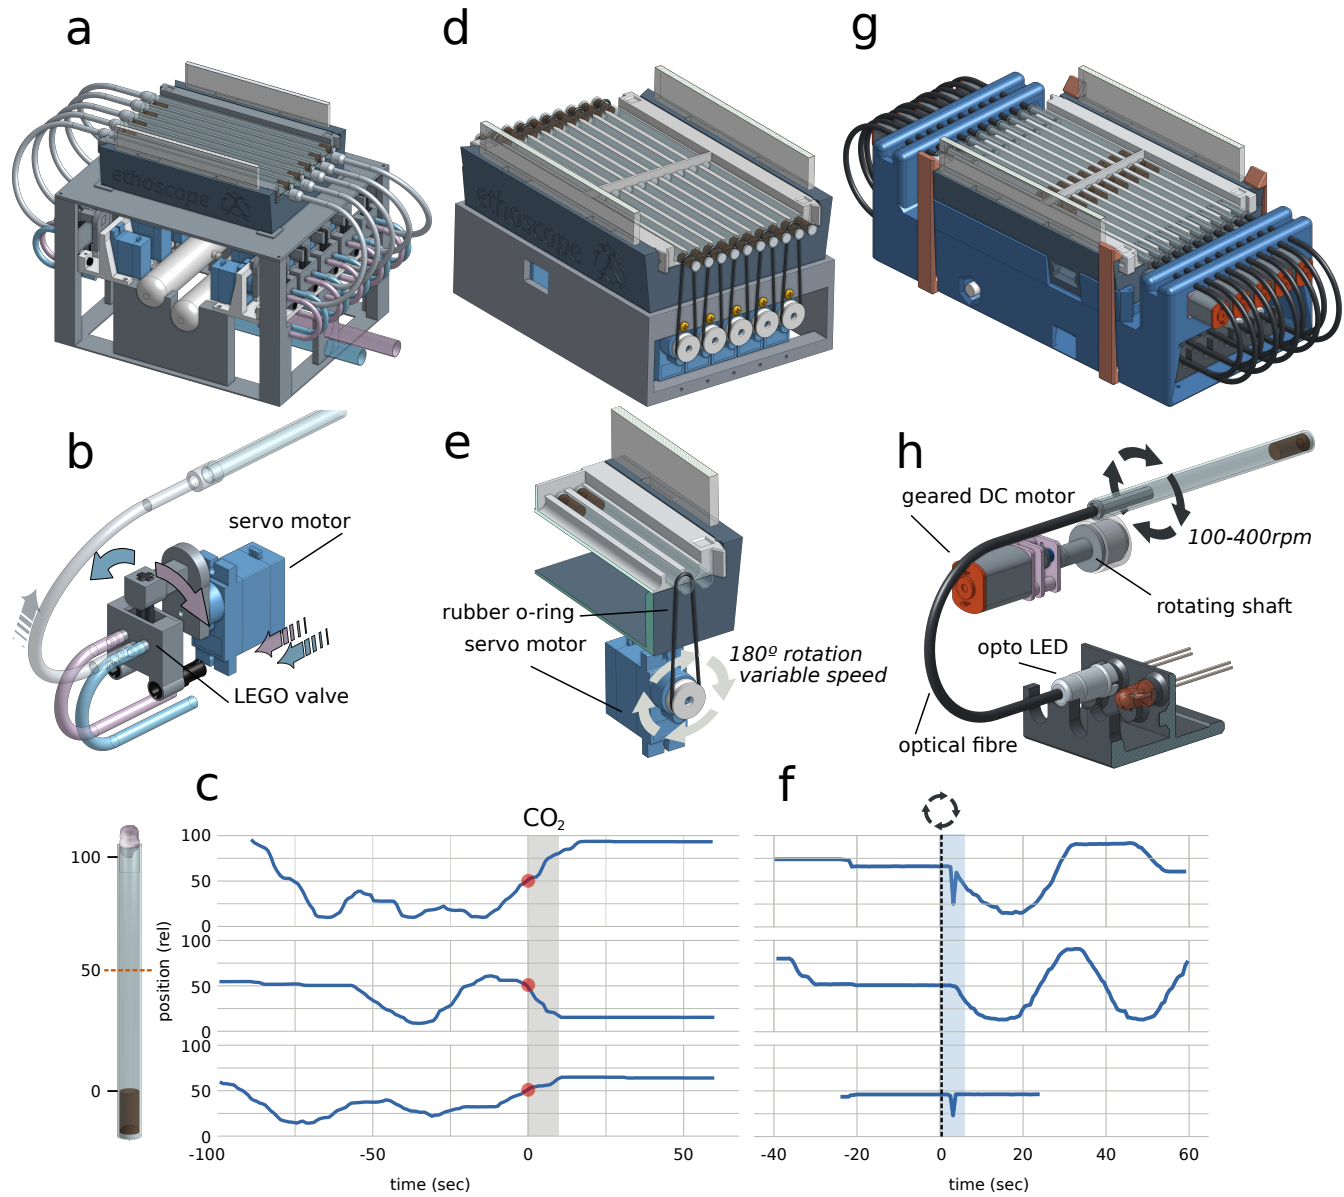 a
d
g
ethoscope
ethoscope
b
e
h
servo motor
LEGO valve
rubber o-ring
servo motor
180º rotation
variable speed
geared DC motor
100-400rpm
rotating shaft
opto LED
optical fibre
c
f
CO2
100
50
0
position (rel)
100
50
0
100
50
0
100
50
0
-100
-50
0
50
time (sec)
-40
-20
0
20
40
60
time (sec)